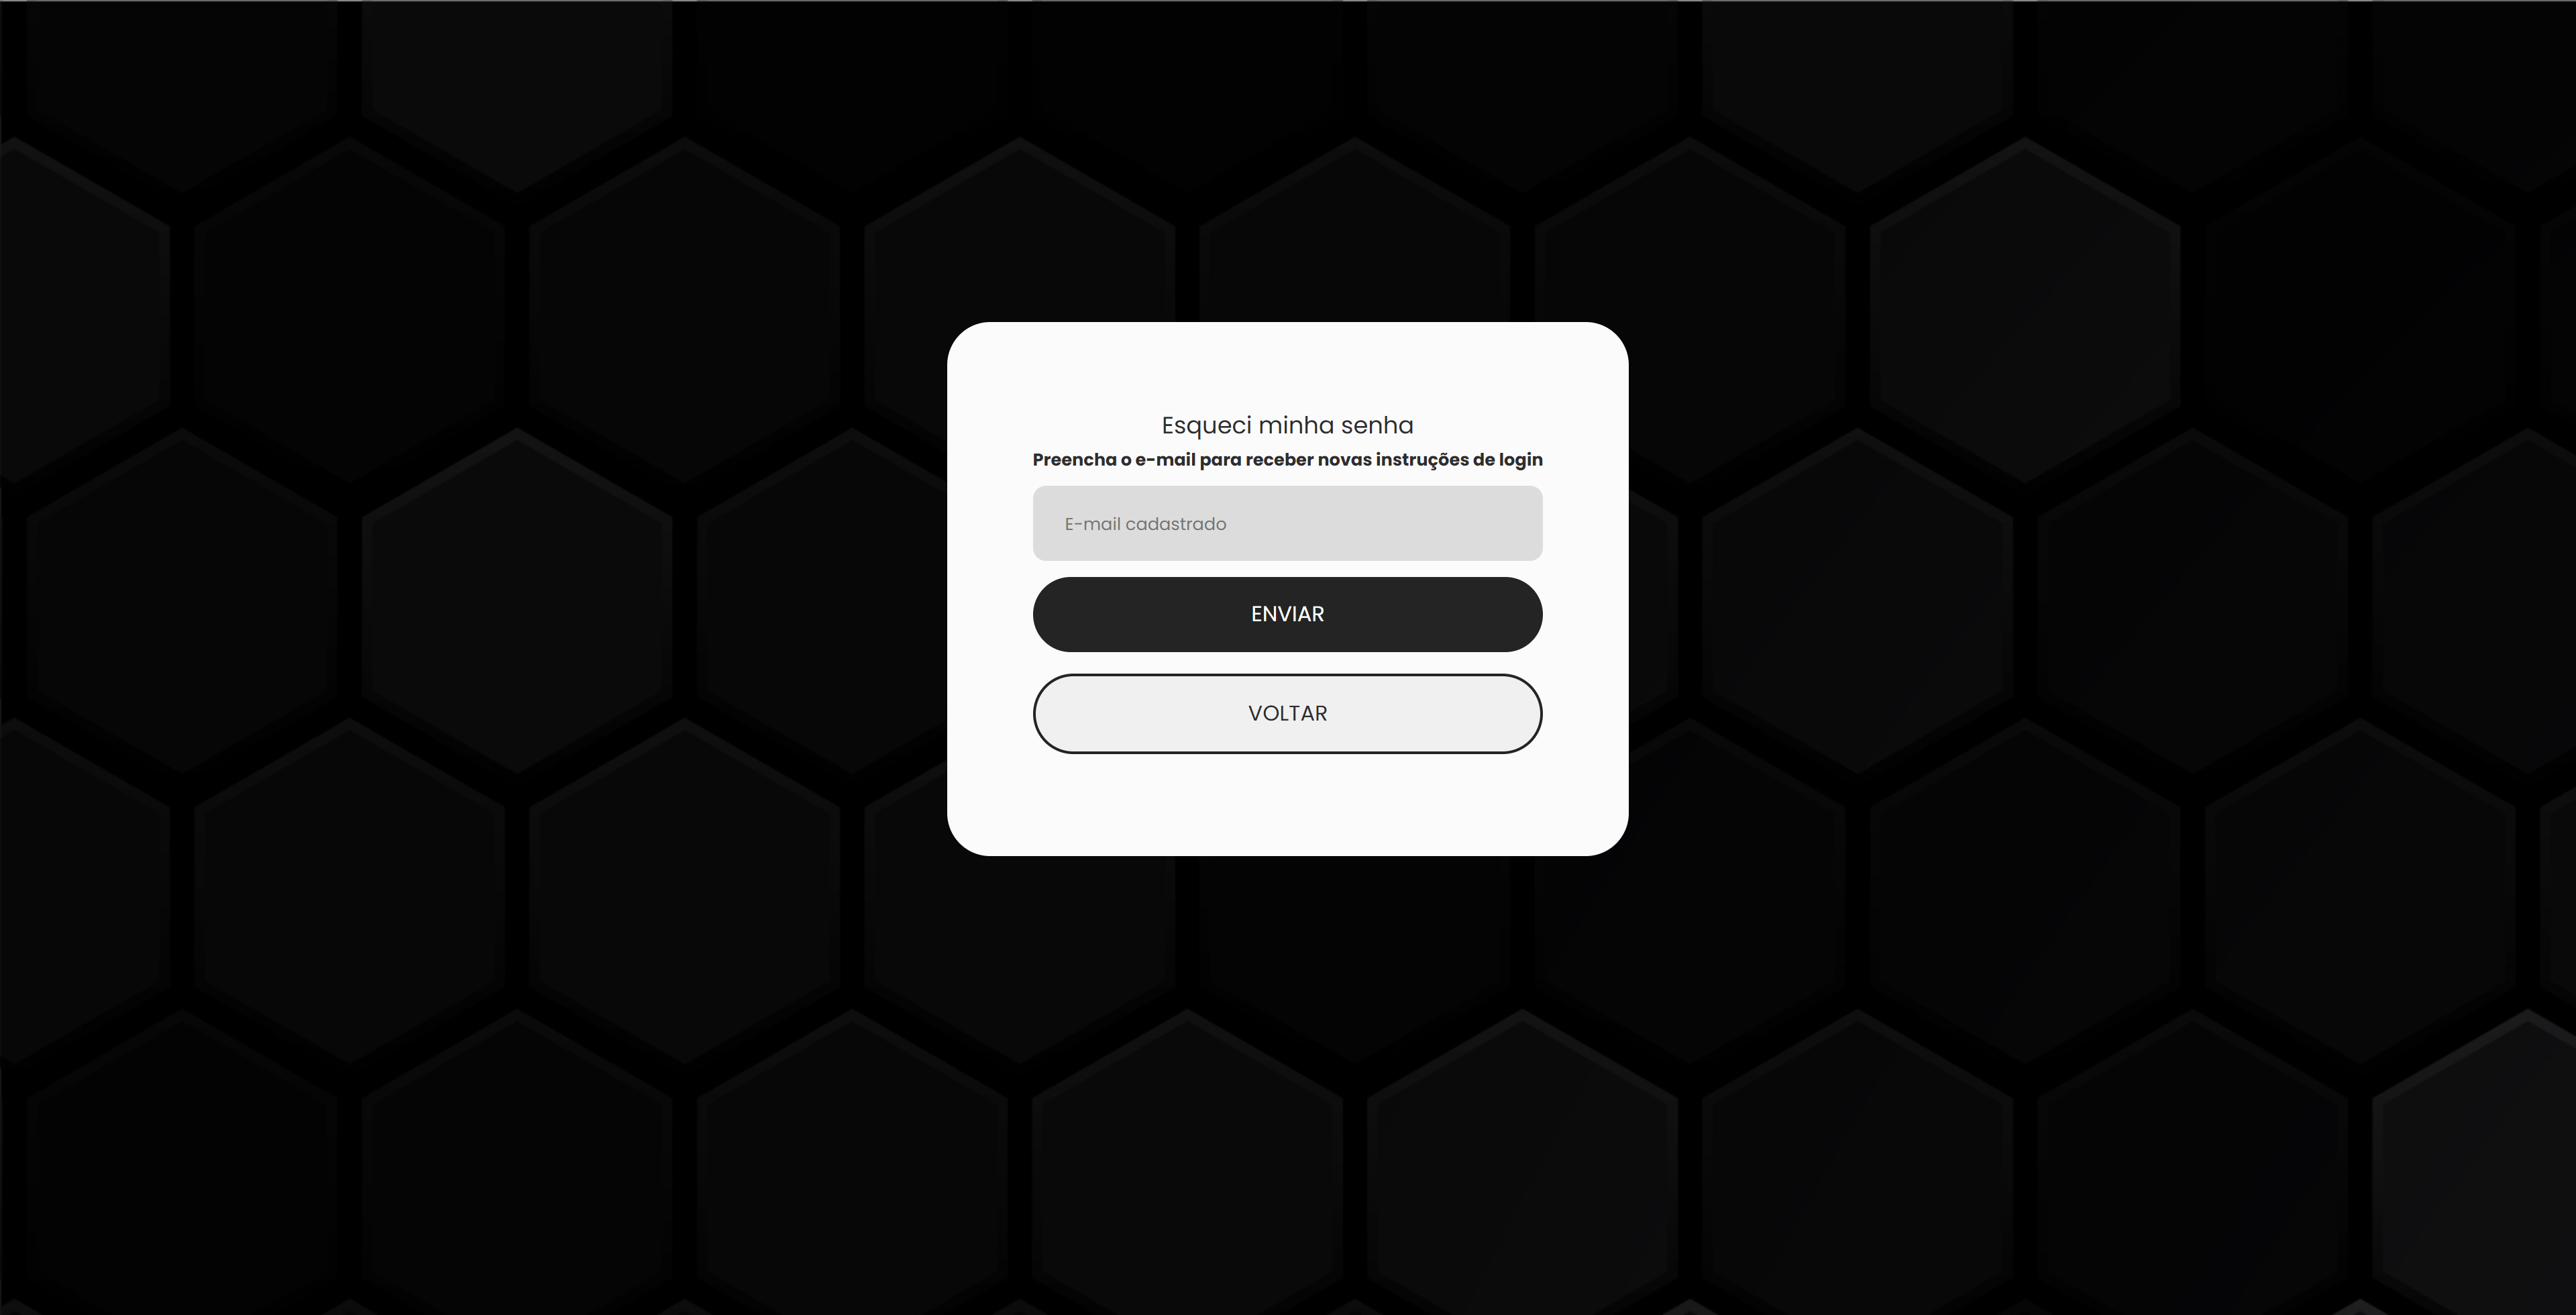 Esqueci minha senha
Preencha o e-mail para receber novas instruções de login
E-mail cadastrado
ENVIAR
VOLTAR